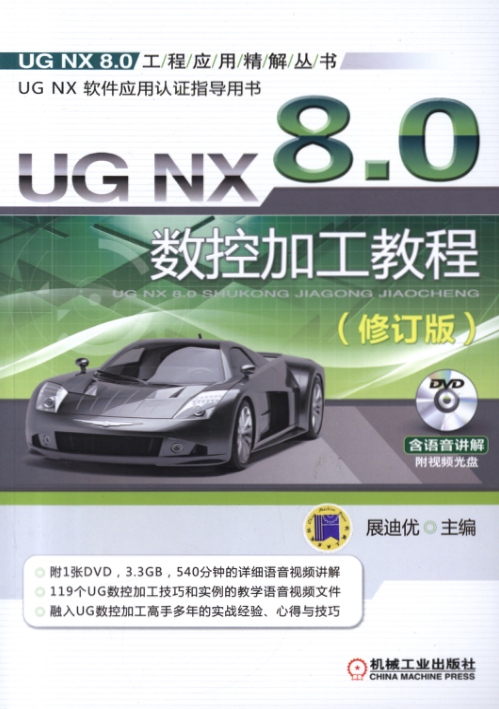 UG NX 8.0 工/程/应/用/精/解/丛/书
UG NX 软件应用认证指导用书
UG NX 8.0
数控加工教程
UG NX 8.0 SHUKONG JIAGONG JIAOCHENG
（修订版）
DVD
含语音讲解
附视频光盘
展迪优 主编
附1张DVD，3.3GB，540分钟的详细语音视频讲解
119个UG数控加工技巧和实例的教学语音视频文件
融入UG数控加工高手多年的实战经验、心得与技巧
机械工业出版社
CHINA MACHINE PRESS